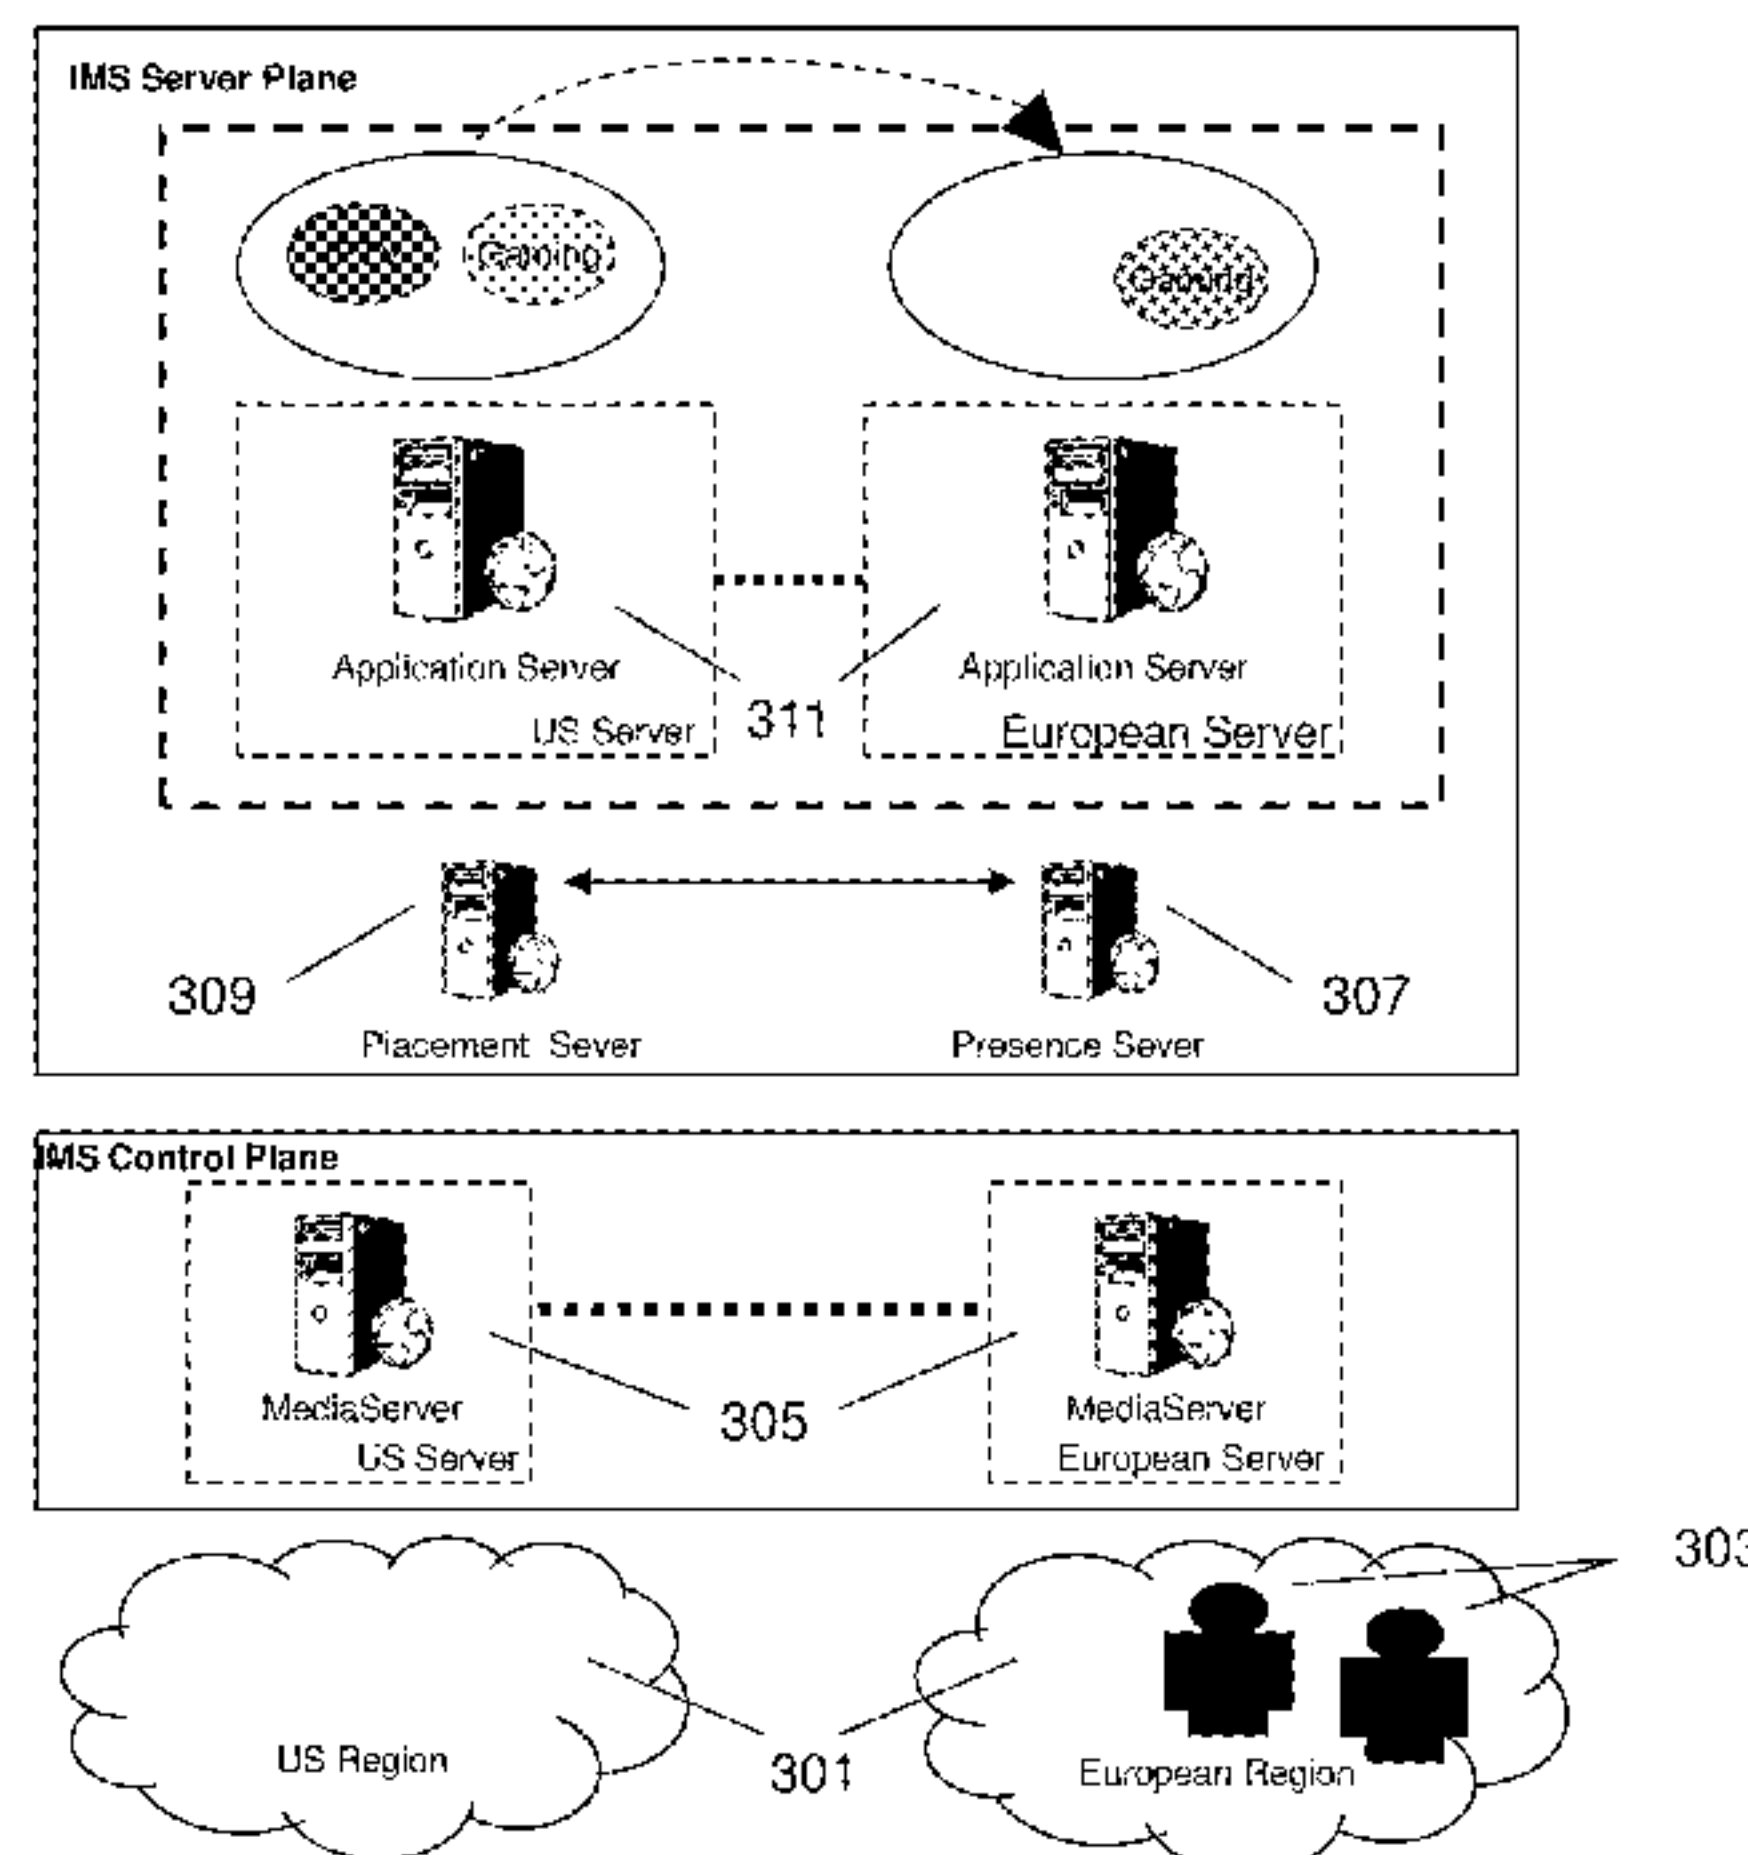 IMS Server Plane
Gaming
Gaming
Application Server
Application Server
US Server
311
European Server
309
307
Placement Sever
Presence Sever
IMS Control Plane
MediaServer
305
MediaServer
US Server
European Server
303
US Region
301
European Region